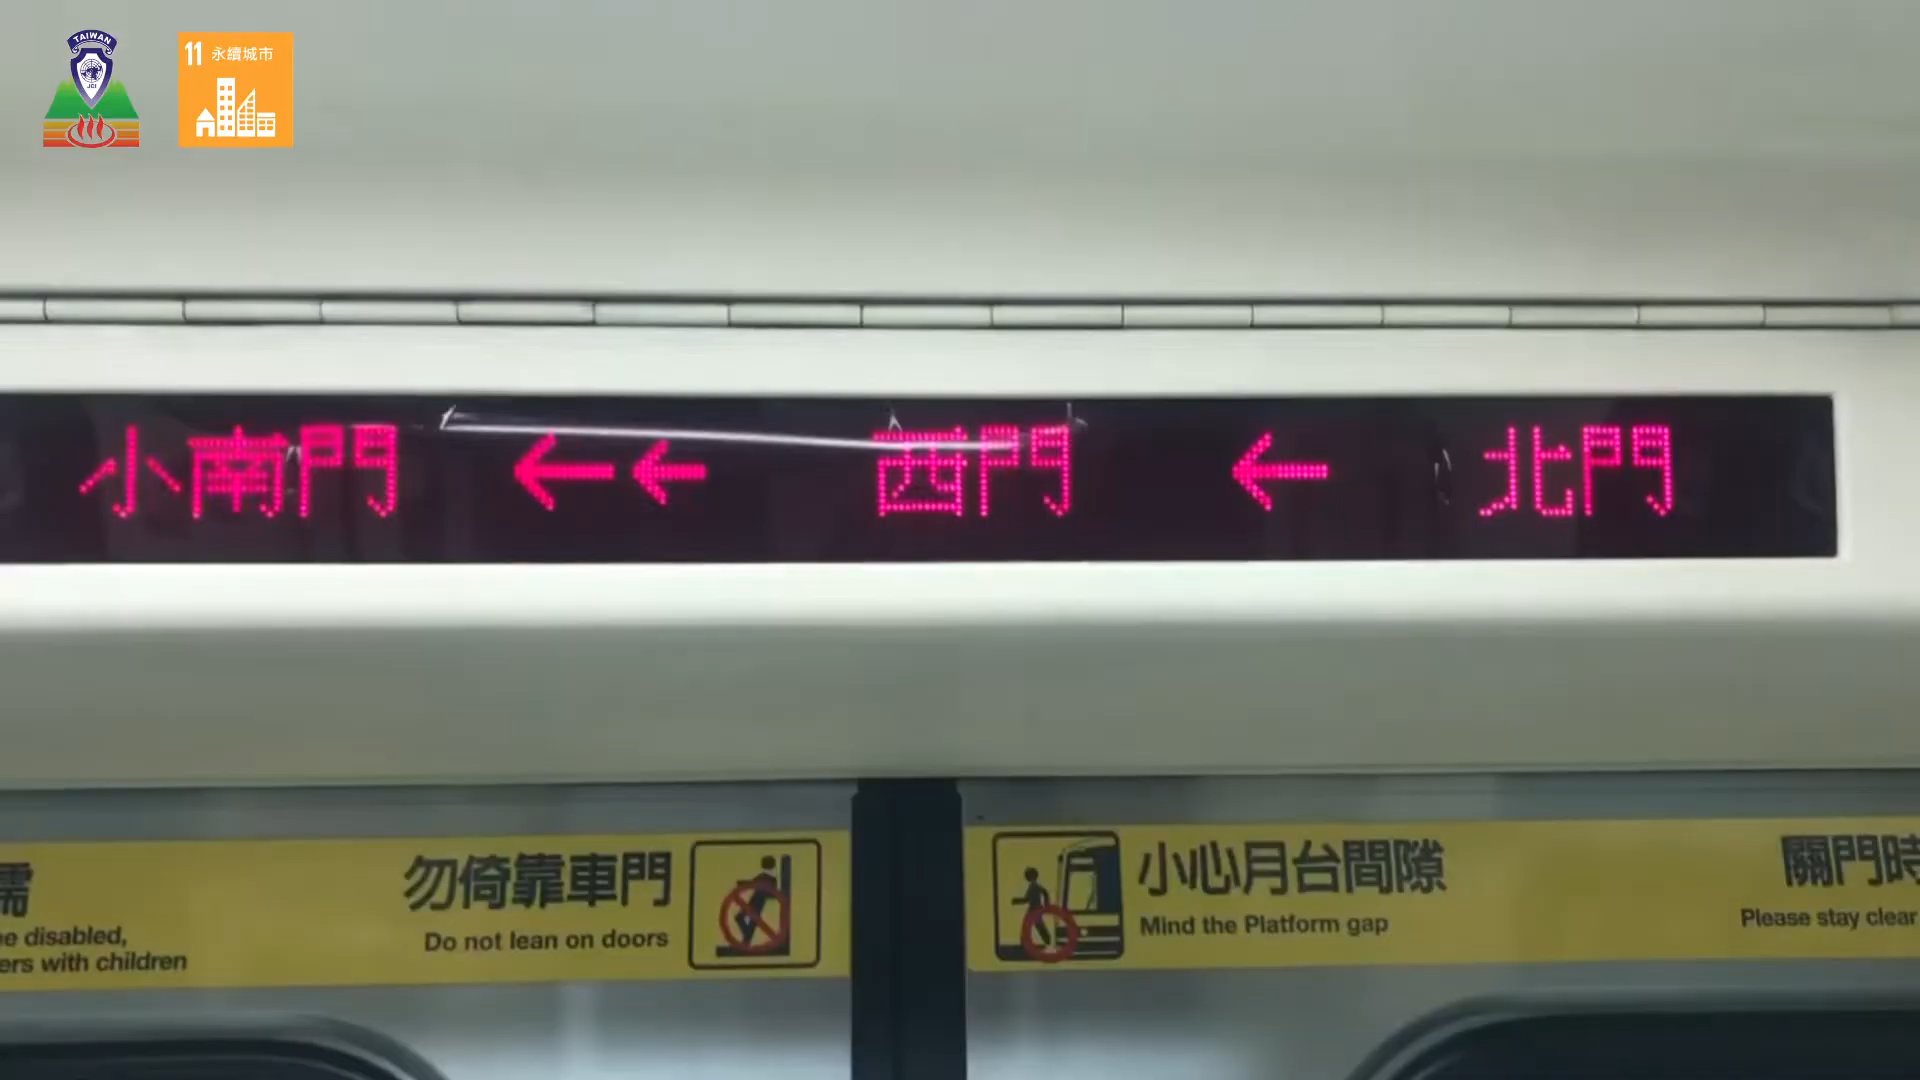 TAIWAN
JCI
11 永續城市
小南門 ←← 西門 ← 北門
勿倚靠車門
Do not lean on doors
ers with children
小心月台間隙
Mind the Platform gap
關門時
Please stay clear
disabled,